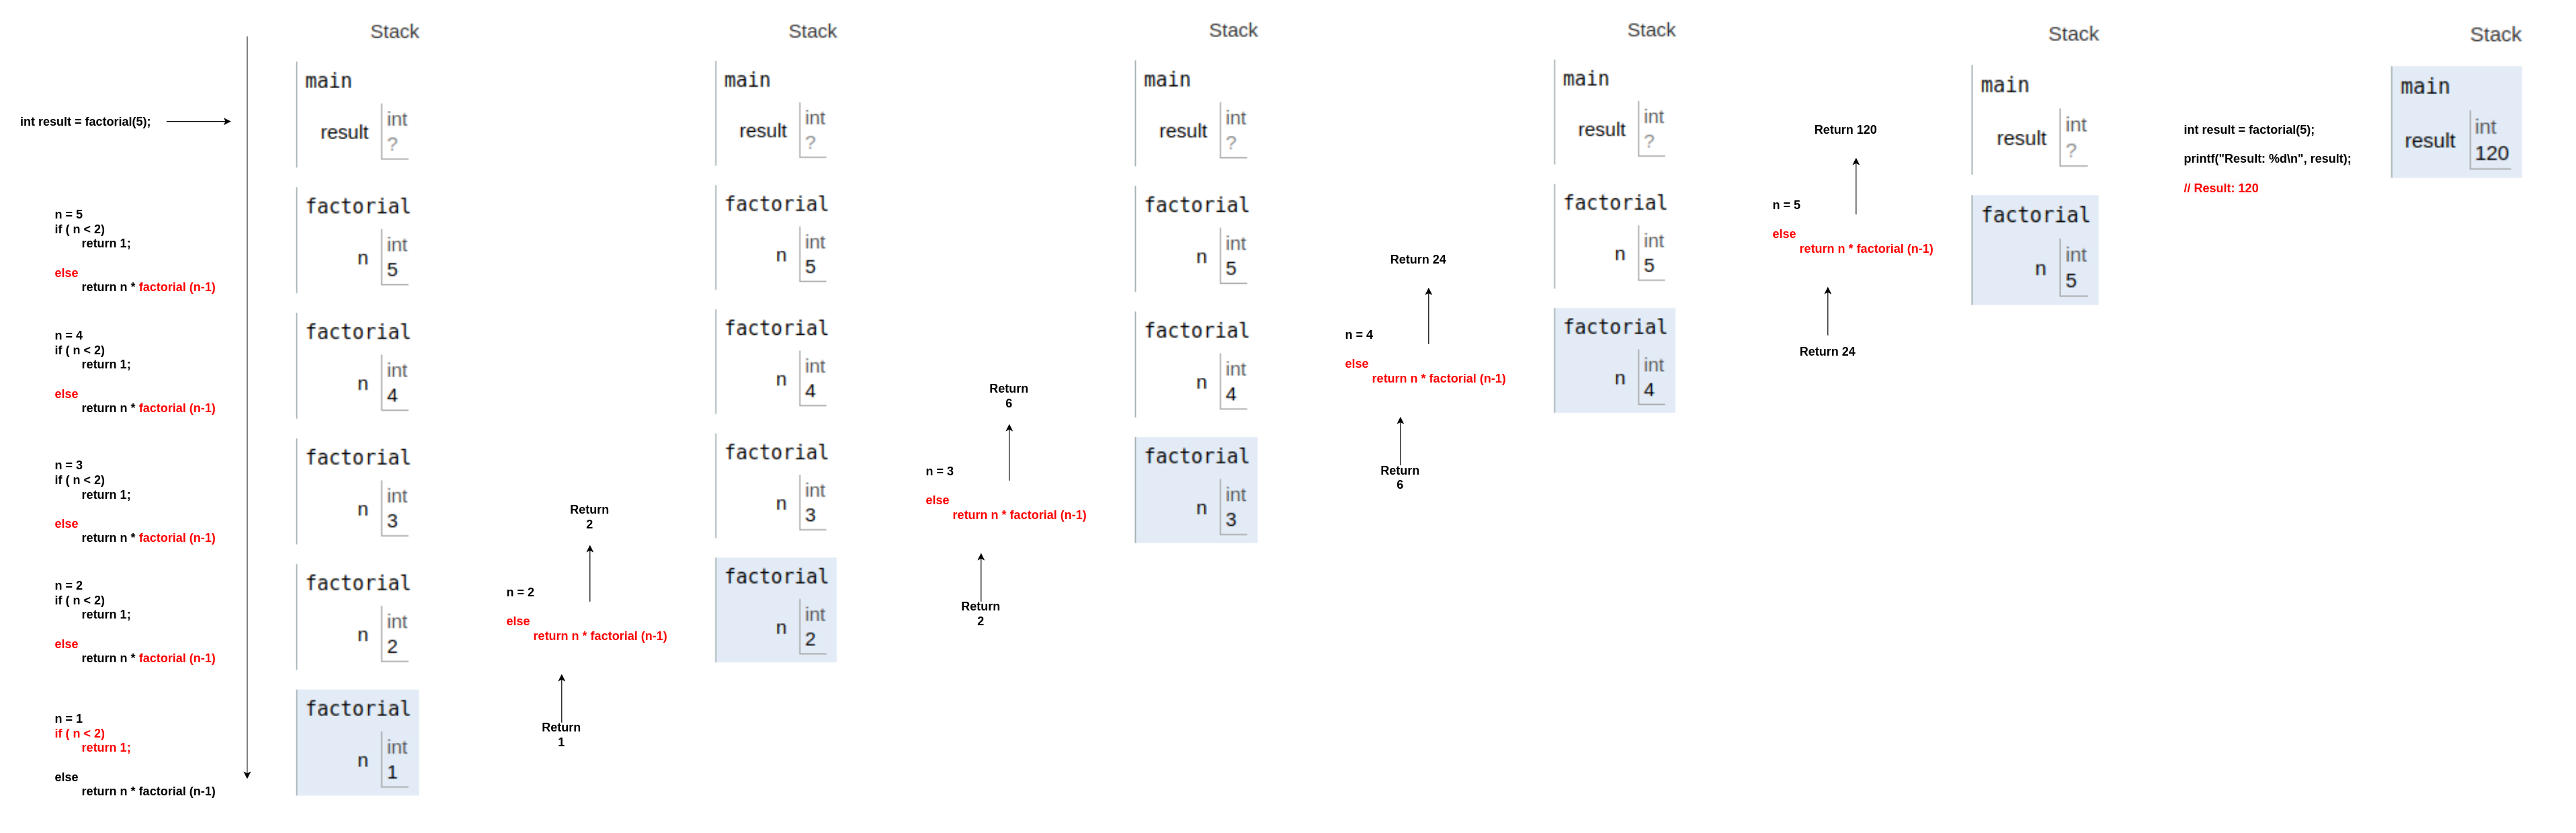 int result = factorial(5);
n = 5
if ( n < 2)
return 1;
else
return n * factorial (n-1)
n = 4
if ( n < 2)
return 1;
else
return n * factorial (n-1)
n = 3
if ( n < 2)
return 1;
else
return n * factorial (n-1)
n = 2
if ( n < 2)
return 1;
else
return n * factorial (n-1)
n = 1
if ( n < 2)
return 1;
else
return n * factorial (n-1)
Stack
main
int
result
?
factorial
int
n
5
factorial
int
n
4
factorial
int
n
3
factorial
int
n
2
factorial
int
n
1
Return
2
n = 2
else
return n * factorial (n-1)
Return
1
Stack
main
int
result
?
factorial
int
n
5
factorial
int
n
4
factorial
int
n
3
factorial
int
n
2
Return
6
n = 3
else
return n * factorial (n-1)
Return
2
Stack
main
int
result
?
factorial
int
n
5
factorial
int
n
4
factorial
int
n
3
Return 24
n = 4
else
return n * factorial (n-1)
Return
6
Stack
main
int
result
?
factorial
int
n
5
factorial
int
n
4
Return 120
n = 5
else
return n * factorial (n-1)
Return 24
Stack
main
int
result
?
factorial
int
n
5
int result = factorial(5);
printf("Result: %d\n", result);
// Result: 120
Stack
main
int
result
120